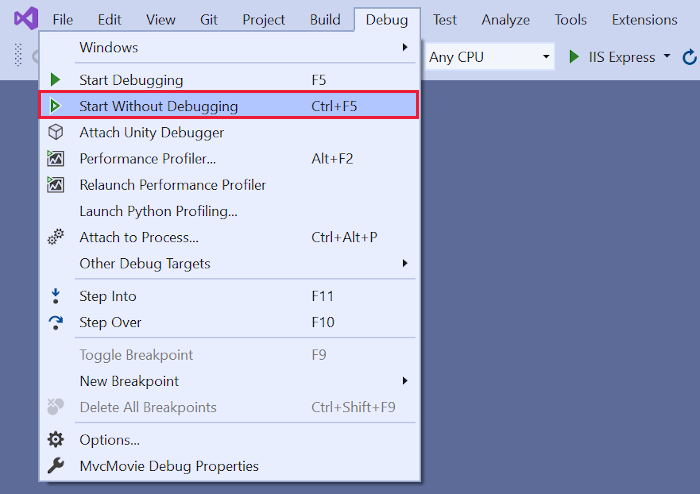 File Edit View Git Project Build Debug Test Analyze Tools Extensions
Any CPU IIS Express
Windows
Start Debugging F5
Start Without Debugging Ctrl+F5
Attach Unity Debugger
Performance Profiler... Alt+F2
Relaunch Performance Profiler
Launch Python Profiling...
Attach to Process... Ctrl+Alt+P
Other Debug Targets
Step Into F11
Step Over F10
Toggle Breakpoint F9
New Breakpoint
Delete All Breakpoints Ctrl+Shift+F9
Options...
MvcMovie Debug Properties